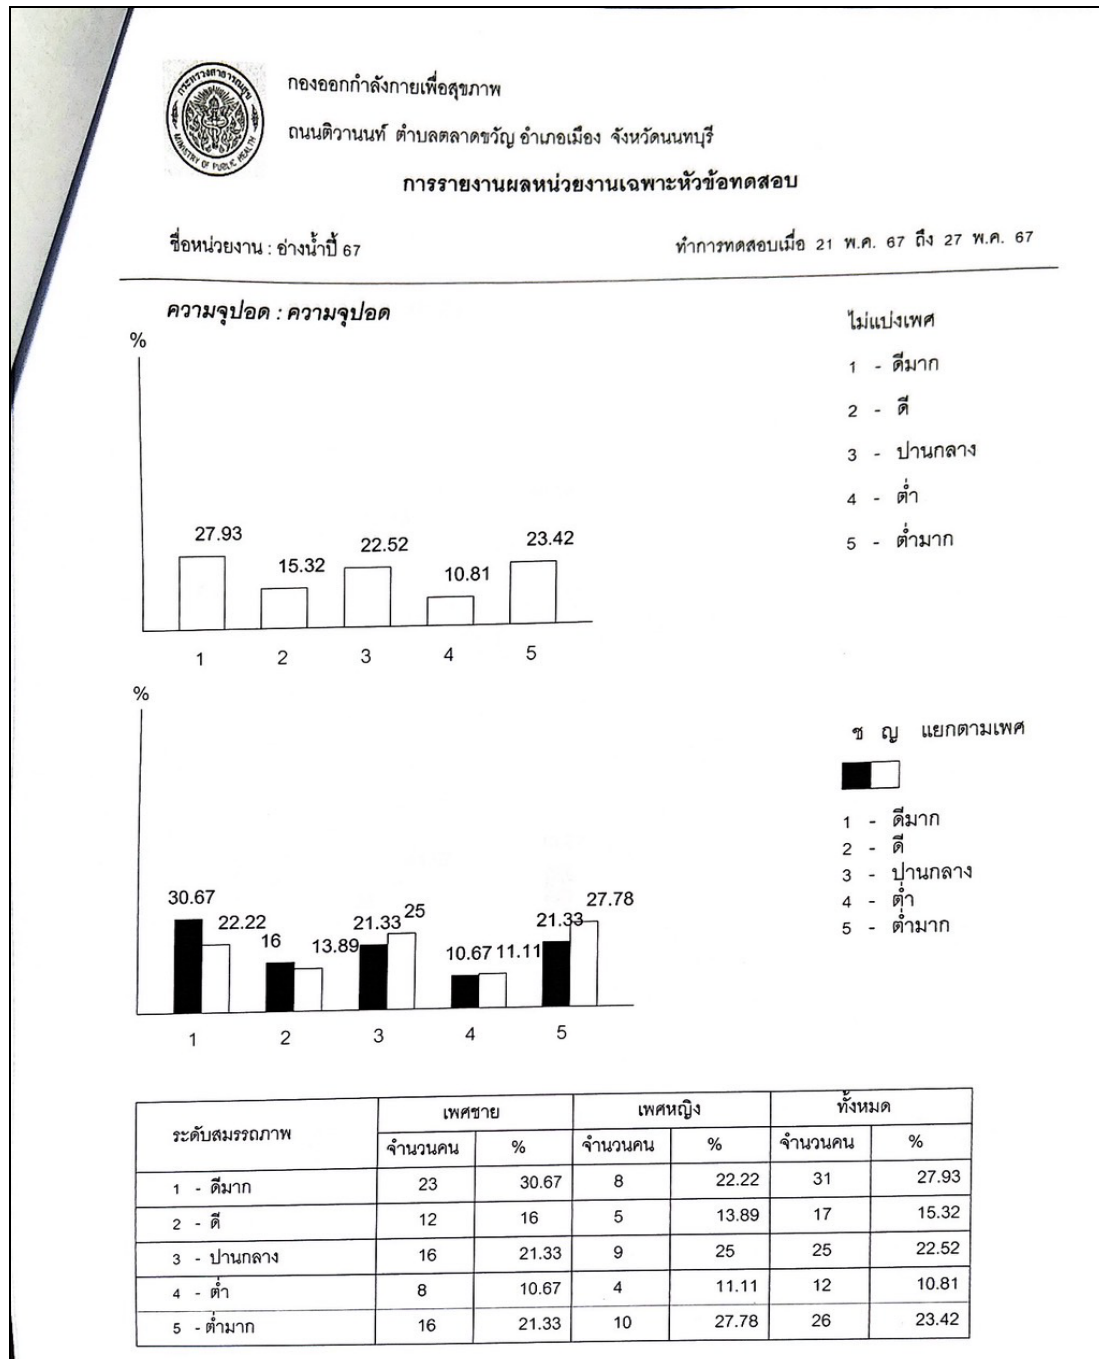 กระทรวงสาธารณสุข
MINISTRY OF PUBLIC HEALTH
กองออกกำลังกายเพื่อสุขภาพ
ถนนติวานนท์ ตำบลตลาดขวัญ อำเภอเมือง จังหวัดนนทบุรี
การรายงานผลหน่วยงานเฉพาะหัวข้อทดสอบ
ชื่อหน่วยงาน : อ่างน้ำปี้ 67 ทำการทดสอบเมื่อ 21 พ.ค. 67 ถึง 27 พ.ค. 67
ความจุปอด : ความจุปอด
%
27.93 15.32 22.52 10.81 23.42
1 2 3 4 5
ไม่แบ่งเพศ
1 - ดีมาก
2 - ดี
3 - ปานกลาง
4 - ต่ำ
5 - ต่ำมาก
%
30.67 22.22 16 13.89 21.33 25 10.67 11.11 21.33 27.78
1 2 3 4 5
ช ญ แยกตามเพศ
1 - ดีมาก
2 - ดี
3 - ปานกลาง
4 - ต่ำ
5 - ต่ำมาก
ระดับสมรรถภาพ เพศชาย เพศหญิง ทั้งหมด
จำนวนคน % จำนวนคน % จำนวนคน %
1 - ดีมาก 23 30.67 8 22.22 31 27.93
2 - ดี 12 16 5 13.89 17 15.32
3 - ปานกลาง 16 21.33 9 25 25 22.52
4 - ต่ำ 8 10.67 4 11.11 12 10.81
5 - ต่ำมาก 16 21.33 10 27.78 26 23.42